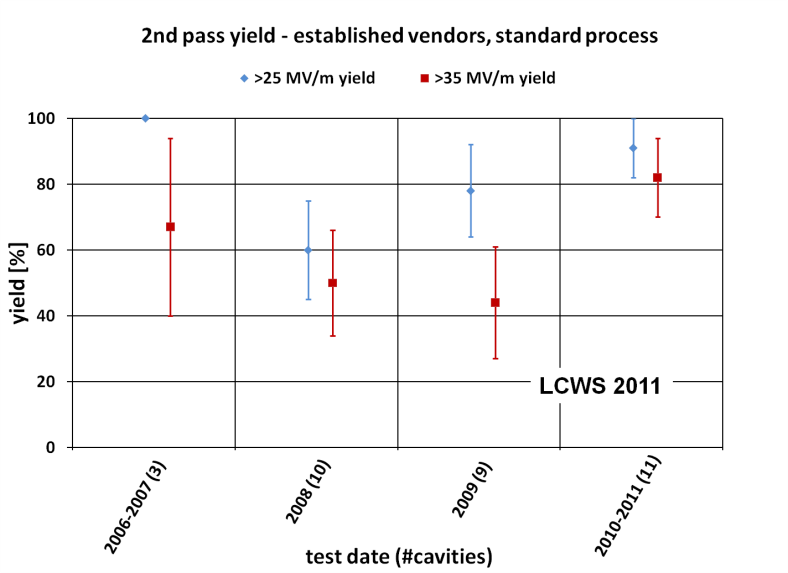 2nd pass yield - established vendors, standard process
>25 MV/m yield >35 MV/m yield
100
80
60
40
20
0
yield [%]
LCWS 2011
2006-2007 (3)
2008 (10)
2009 (9)
2010-2011 (11)
test date (#cavities)